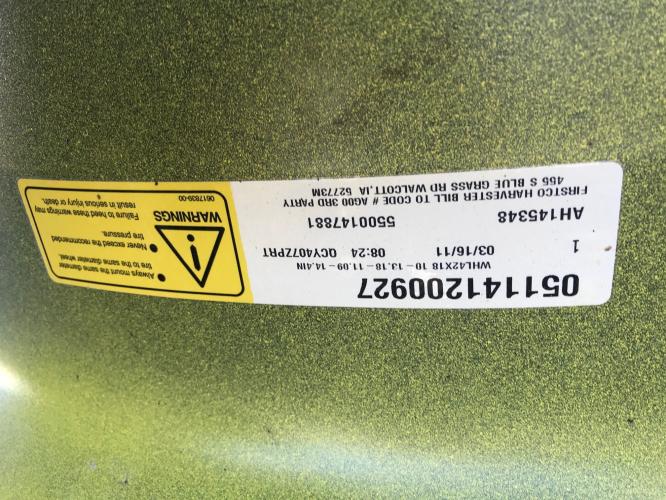 051141200927
WHL42X18 10 - 13.18 - 11.09 - 14.4IN
1 03/16/11 08:24 QCY407ZPRT
AH145348 5500147881
FIRSTCO HARVESTER BILL TO CODE # AG00 3RD PARTY
455 S BLUE GRASS RD WALCOTT,IA 52773M
• Always mount the same diameter
tire to the same diameter wheel.
• Never exceed the recommended
tire pressure.
WARNINGS
Failure to heed these warnings may
result in serious injury or death.
0617839-00